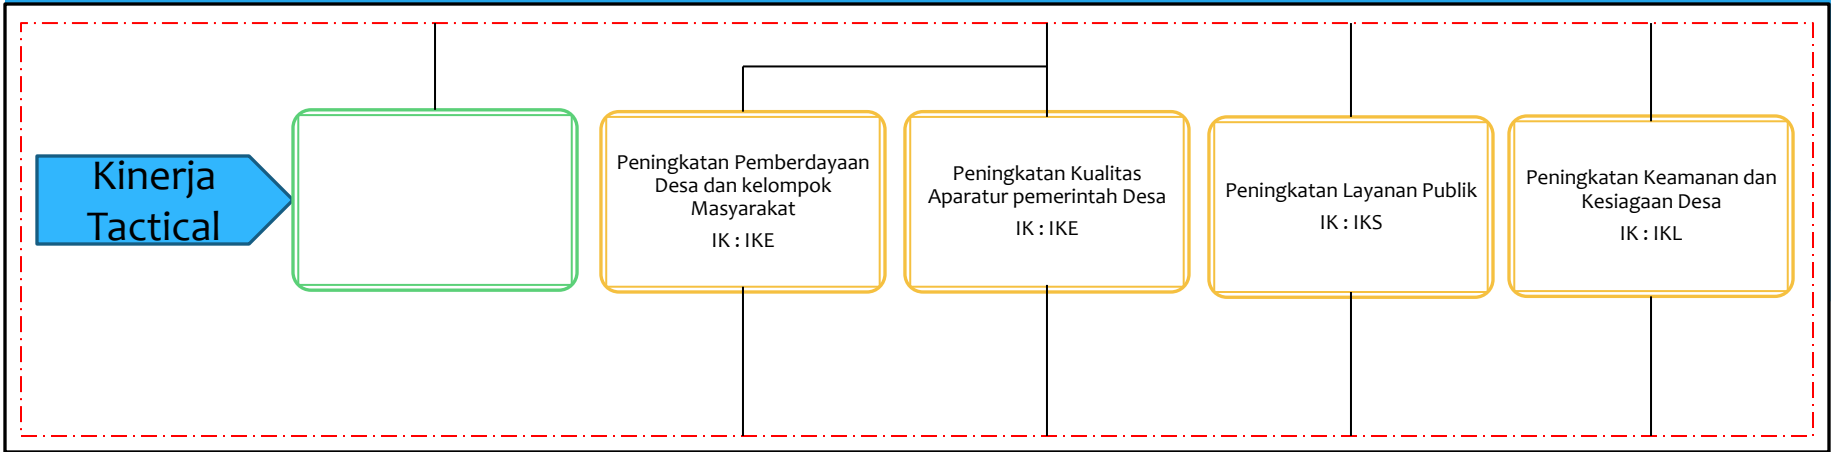 Kinerja
Tactical
Peningkatan Pemberdayaan
Desa dan kelompok
Masyarakat
IK : IKE
Peningkatan Kualitas
Aparatur pemerintah Desa
IK : IKE
Peningkatan Layanan Publik
IK : IKS
Peningkatan Keamanan dan
Kesiagaan Desa
IK : IKL